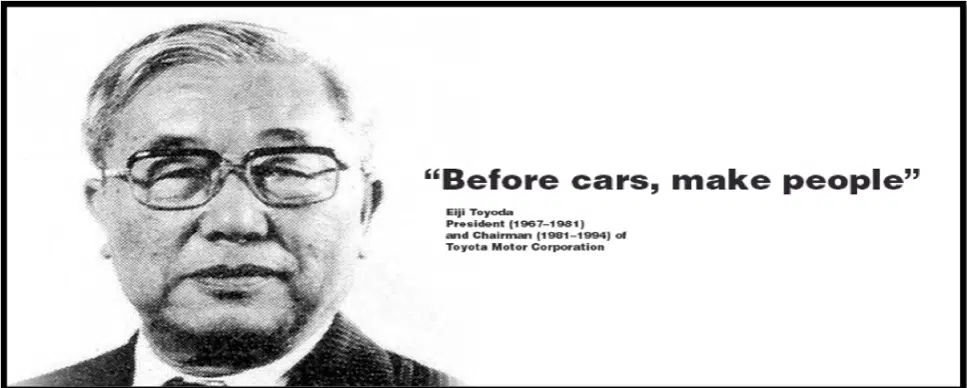 “Before cars, make people”
Eiji Toyoda
President (1967–1981)
and Chairman (1981–1994) of
Toyota Motor Corporation